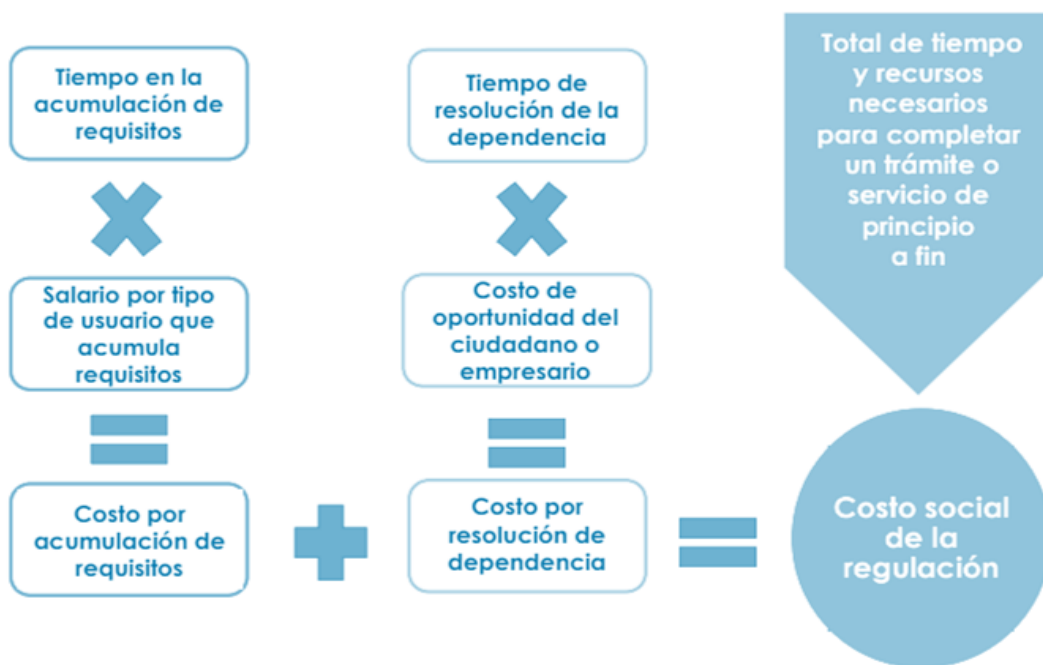 Tiempo en la
acumulación de
requisitos
Tiempo de
resolución de la
dependencia
Total de tiempo
y recursos
necesarios
para completar
un trámite o
servicio de
principio
a fin
Salario por tipo
de usuario que
acumula
requisitos
Costo de
oportunidad del
ciudadano o
empresario
Costo por
acumulación de
requisitos
Costo por
resolución de
dependencia
Costo social
de la
regulación